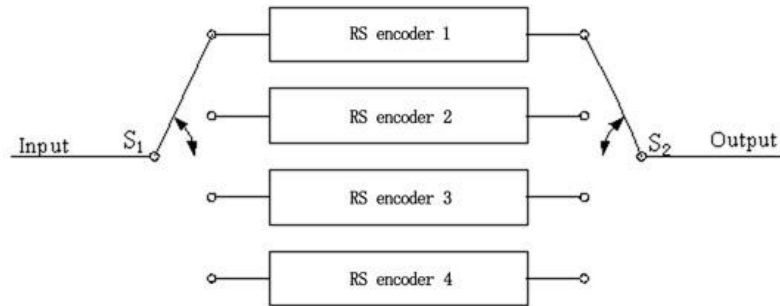 RS encoder 1
RS encoder 2
Input
S₁
S₂
Output
RS encoder 3
RS encoder 4